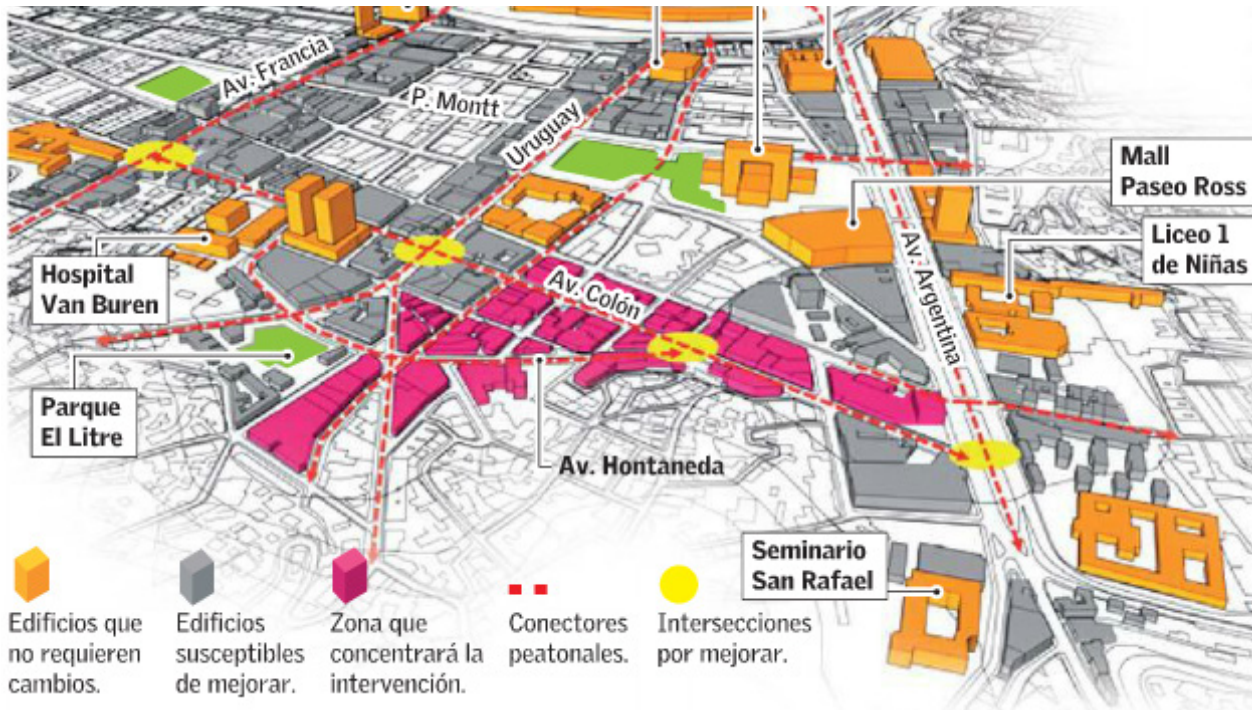 Av. Francia
P. Montt
Uruguay
Mall
Paseo Ross
Liceo 1
de Niñas
Hospital
Van Buren
Av. Colón
Av. Argentina
Parque
El Litre
Av. Hontaneda
Seminario
San Rafael
Edificios que
no requieren
cambios.
Edificios
susceptibles
de mejorar.
Zona que
concentrará la
intervención.
Conectores
peatonales.
Intersecciones
por mejorar.